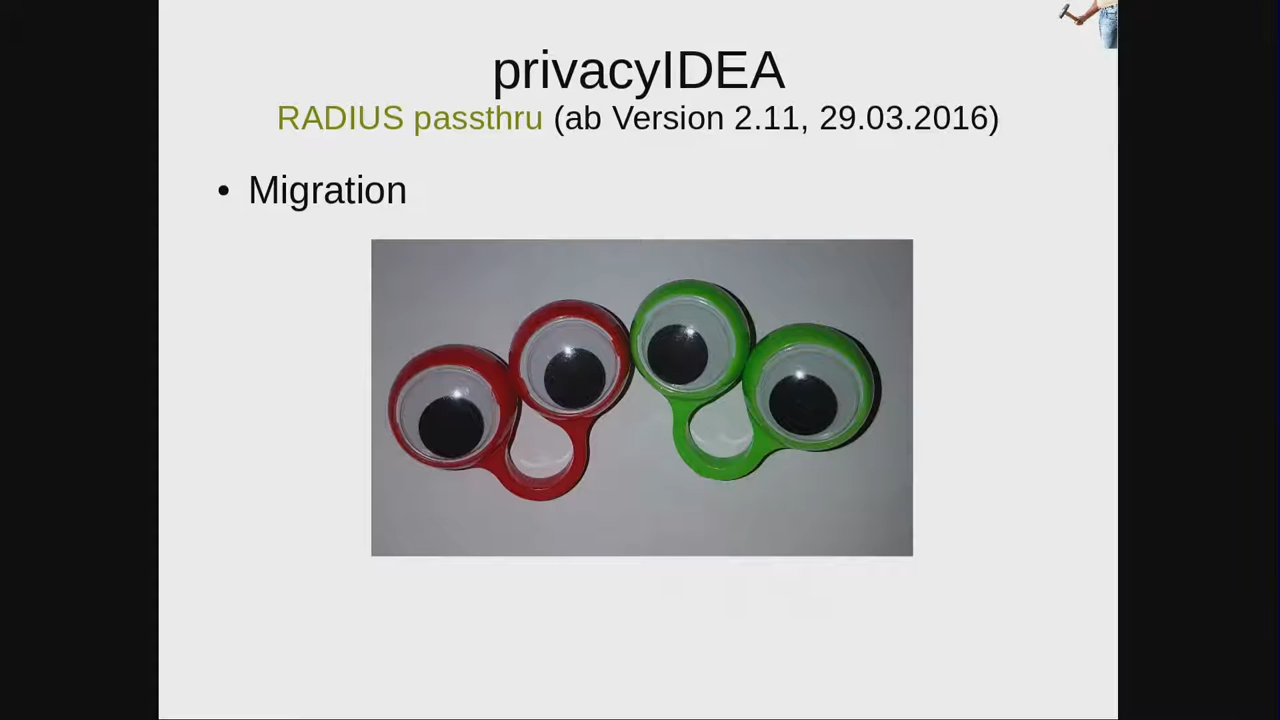 privacyIDEA
RADIUS passthru (ab Version 2.11, 29.03.2016)
• Migration